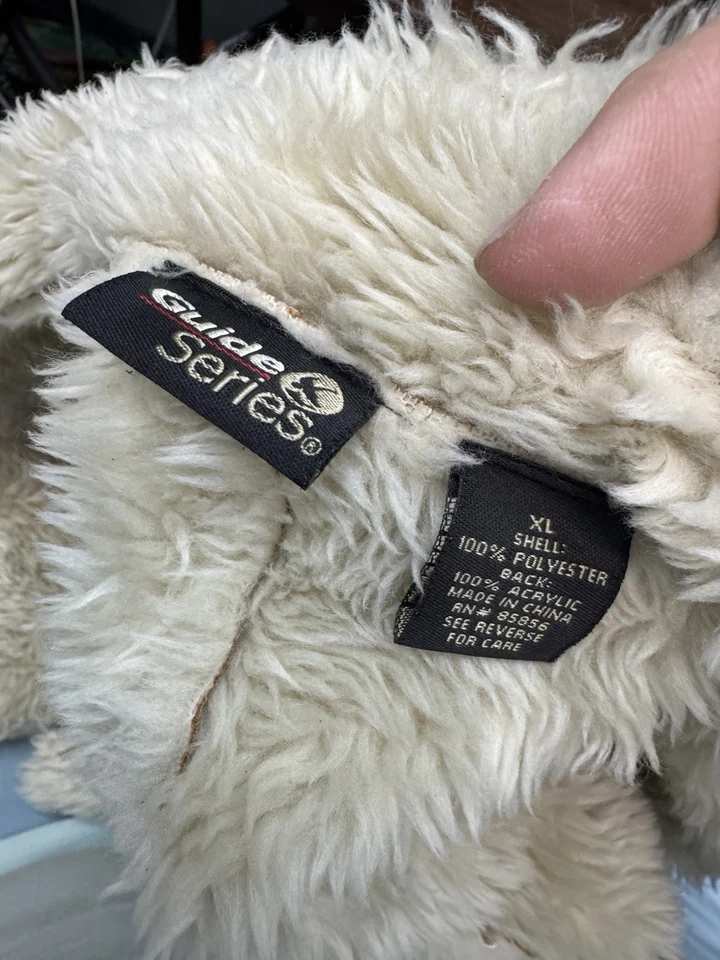 Guide
Series®
XL
SHELL:
100% POLYESTER
BACK:
100% ACRYLIC
MADE IN CHINA
RN# 85856
SEE REVERSE
FOR CARE